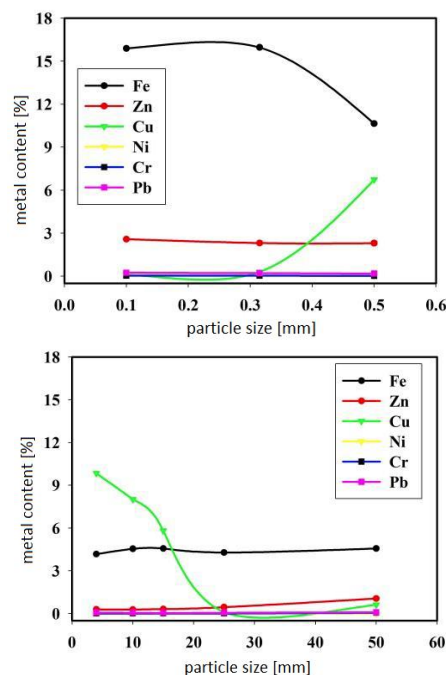 metal content [%]
18
15
12
9
6
3
0
Fe
Zn
Cu
Ni
Cr
Pb
0.0 0.1 0.2 0.3 0.4 0.5 0.6
particle size [mm]
metal content [%]
18
15
12
9
6
3
0
Fe
Zn
Cu
Ni
Cr
Pb
0 10 20 30 40 50 60
particle size [mm]